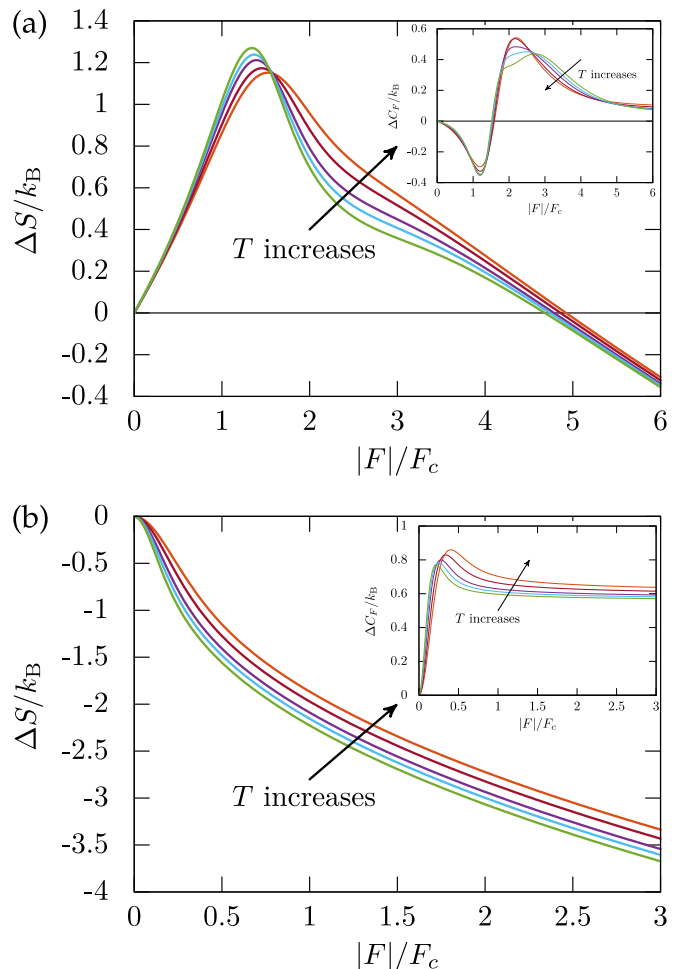 (a)
ΔS/k_B
1.4
1.2
1
0.8
0.6
0.4
0.2
0
-0.2
-0.4
0 1 2 3 4 5 6
|F|/F_c
T increases
ΔC_F/k_B
0.6
0.4
0.2
0
-0.2
-0.4
0 1 2 3 4 5 6
|F|/F_c
T increases
(b)
ΔS/k_B
0
-0.5
-1
-1.5
-2
-2.5
-3
-3.5
-4
0 0.5 1 1.5 2 2.5 3
|F|/F_c
T increases
ΔC_F/k_B
1
0.8
0.6
0.4
0.2
0
0 0.5 1 1.5 2 2.5 3
|F|/F_c
T increases